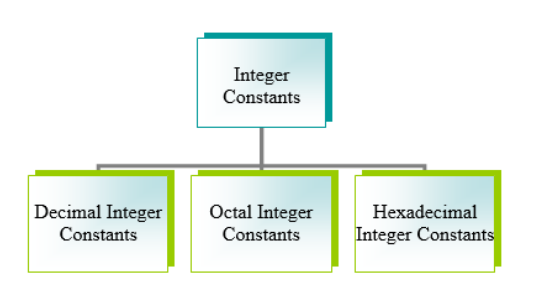 Integer
Constants
Decimal Integer
Constants
Octal Integer
Constants
Hexadecimal
Integer Constants